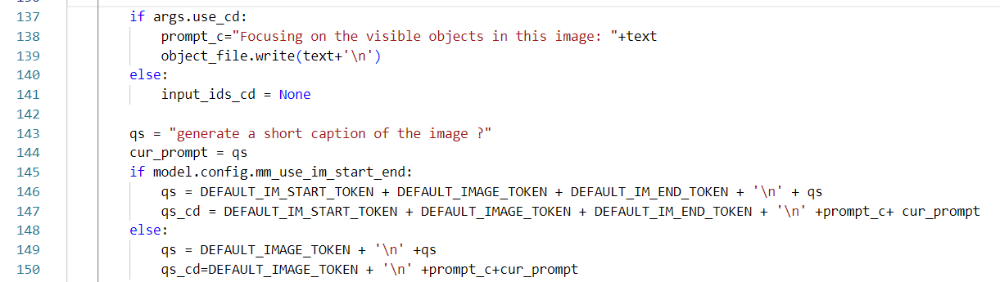 137 if args.use_cd:
138 prompt_c="Focusing on the visible objects in this image: "+text
139 object_file.write(text+'\n')
140 else:
141 input_ids_cd = None
142
143 qs = "generate a short caption of the image ?"
144 cur_prompt = qs
145 if model.config.mm_use_im_start_end:
146 qs = DEFAULT_IM_START_TOKEN + DEFAULT_IMAGE_TOKEN + DEFAULT_IM_END_TOKEN + '\n' + qs
147 qs_cd = DEFAULT_IM_START_TOKEN + DEFAULT_IMAGE_TOKEN + DEFAULT_IM_END_TOKEN + '\n' +prompt_c+ cur_prompt
148 else:
149 qs = DEFAULT_IMAGE_TOKEN + '\n' +qs
150 qs_cd=DEFAULT_IMAGE_TOKEN + '\n' +prompt_c+cur_prompt